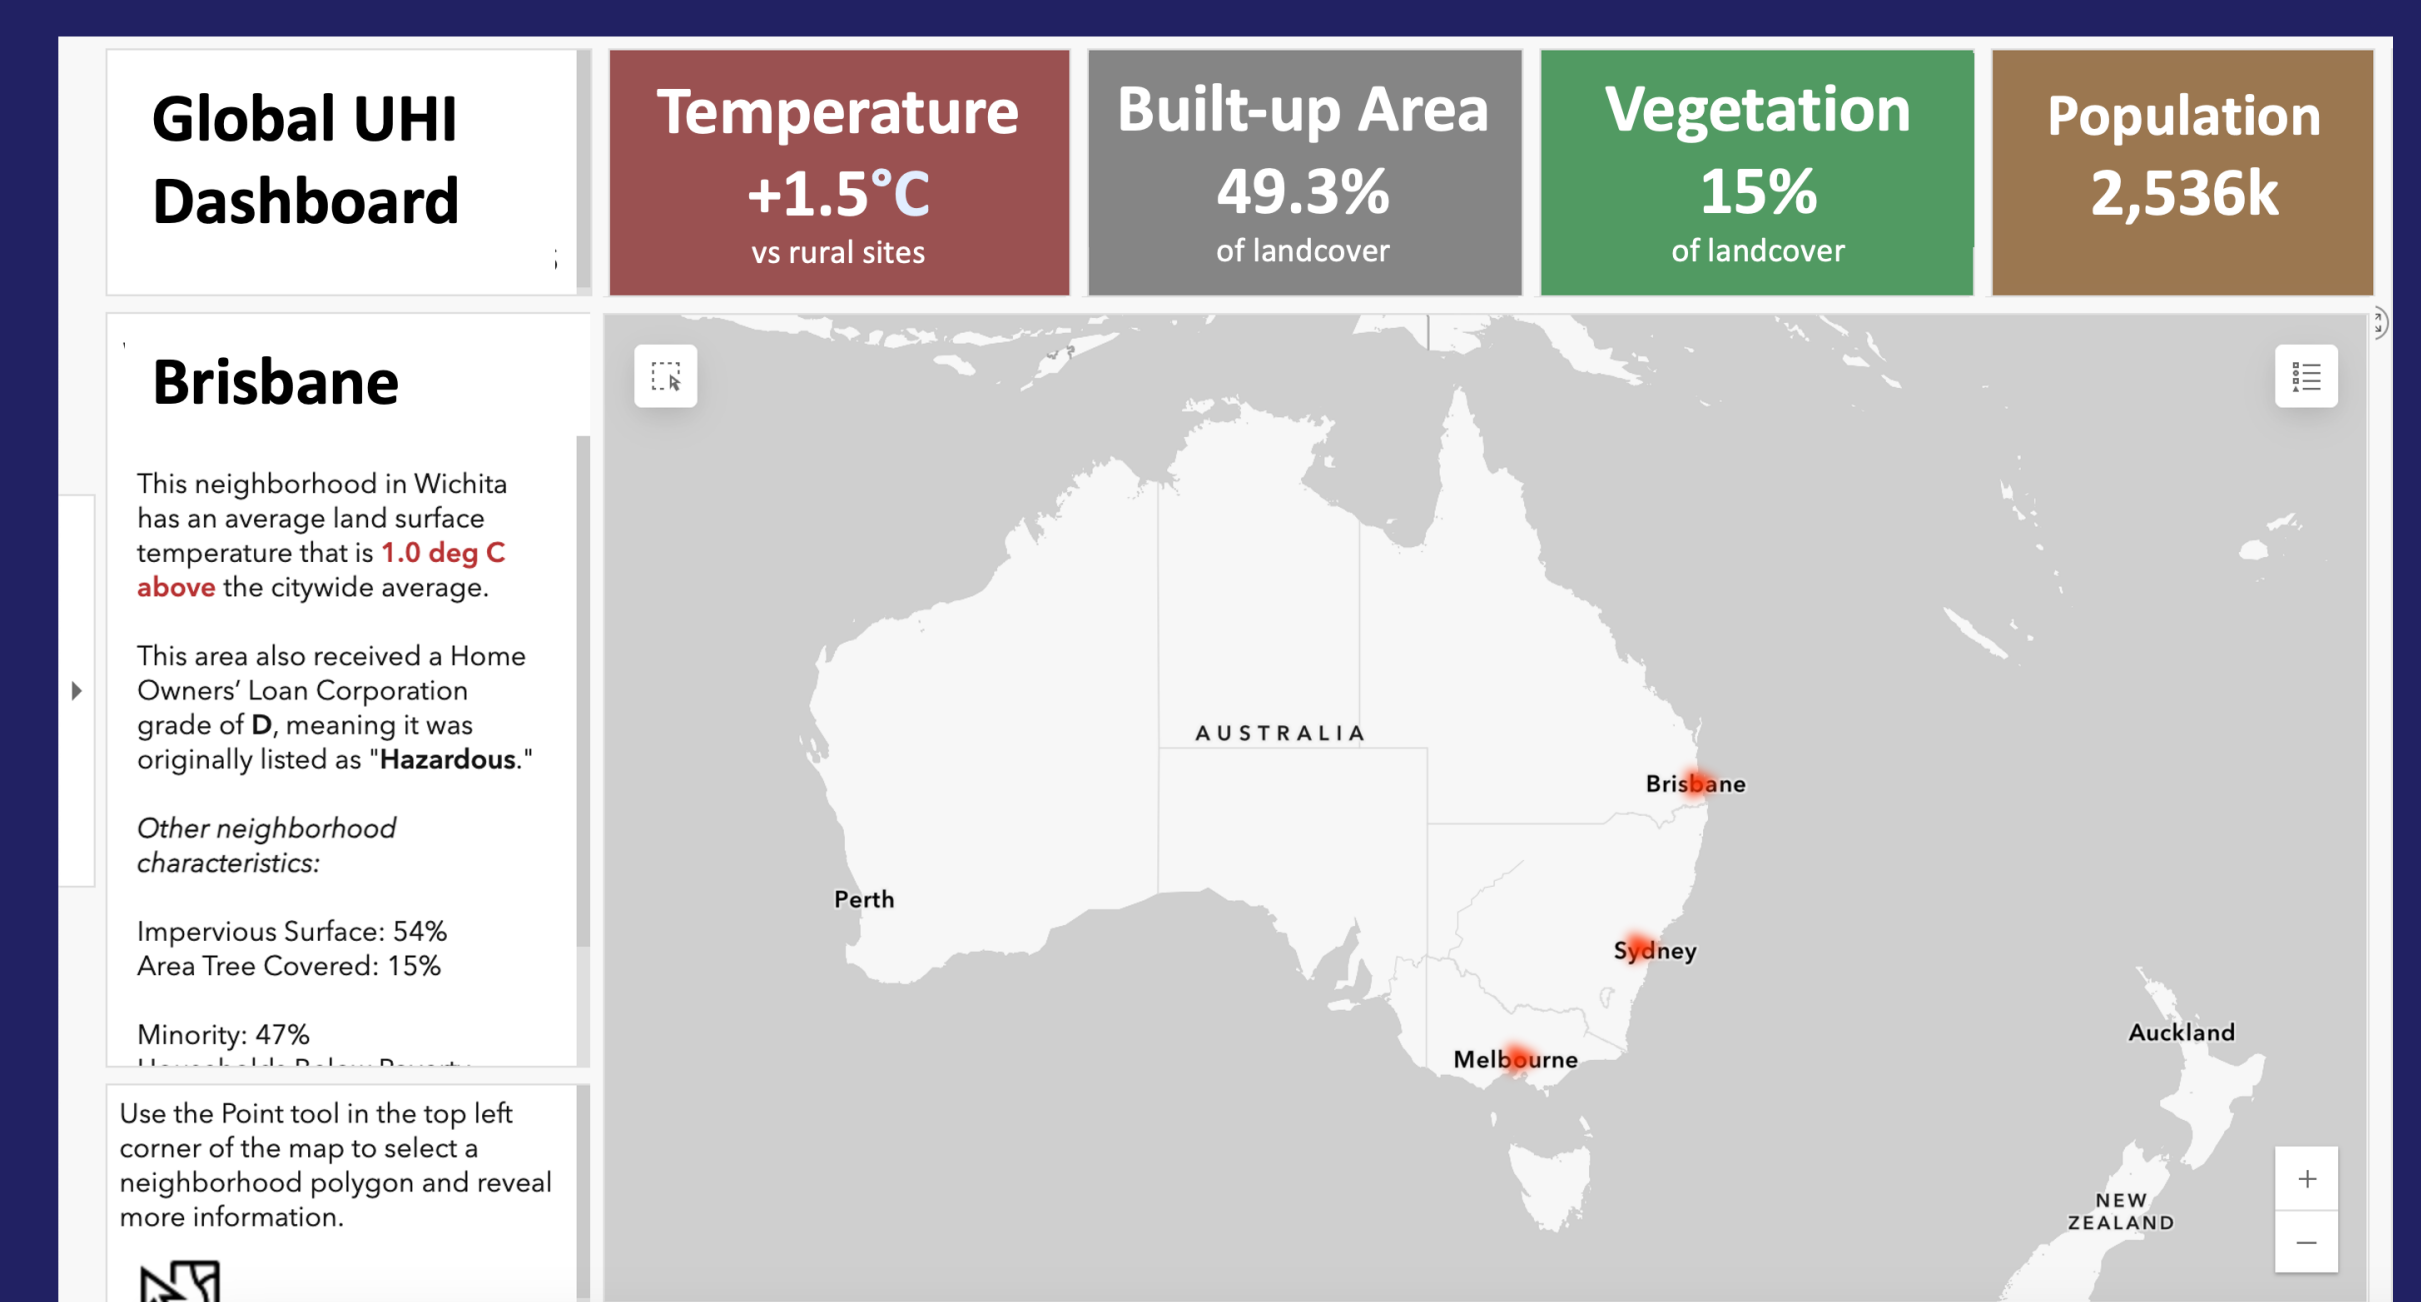 Global UHI
Dashboard
Temperature
+1.5°C
vs rural sites
Built-up Area
49.3%
of landcover
Vegetation
15%
of landcover
Population
2,536k
Brisbane
This neighborhood in Wichita
has an average land surface
temperature that is 1.0 deg C
above the citywide average.
This area also received a Home
Owners’ Loan Corporation
grade of D, meaning it was
originally listed as "Hazardous."
Other neighborhood
characteristics:
Impervious Surface: 54%
Area Tree Covered: 15%
Minority: 47%
Households Below Poverty
Use the Point tool in the top left
corner of the map to select a
neighborhood polygon and reveal
more information.
AUSTRALIA
Brisbane
Perth
Sydney
Melbourne
Auckland
NEW
ZEALAND
+
−